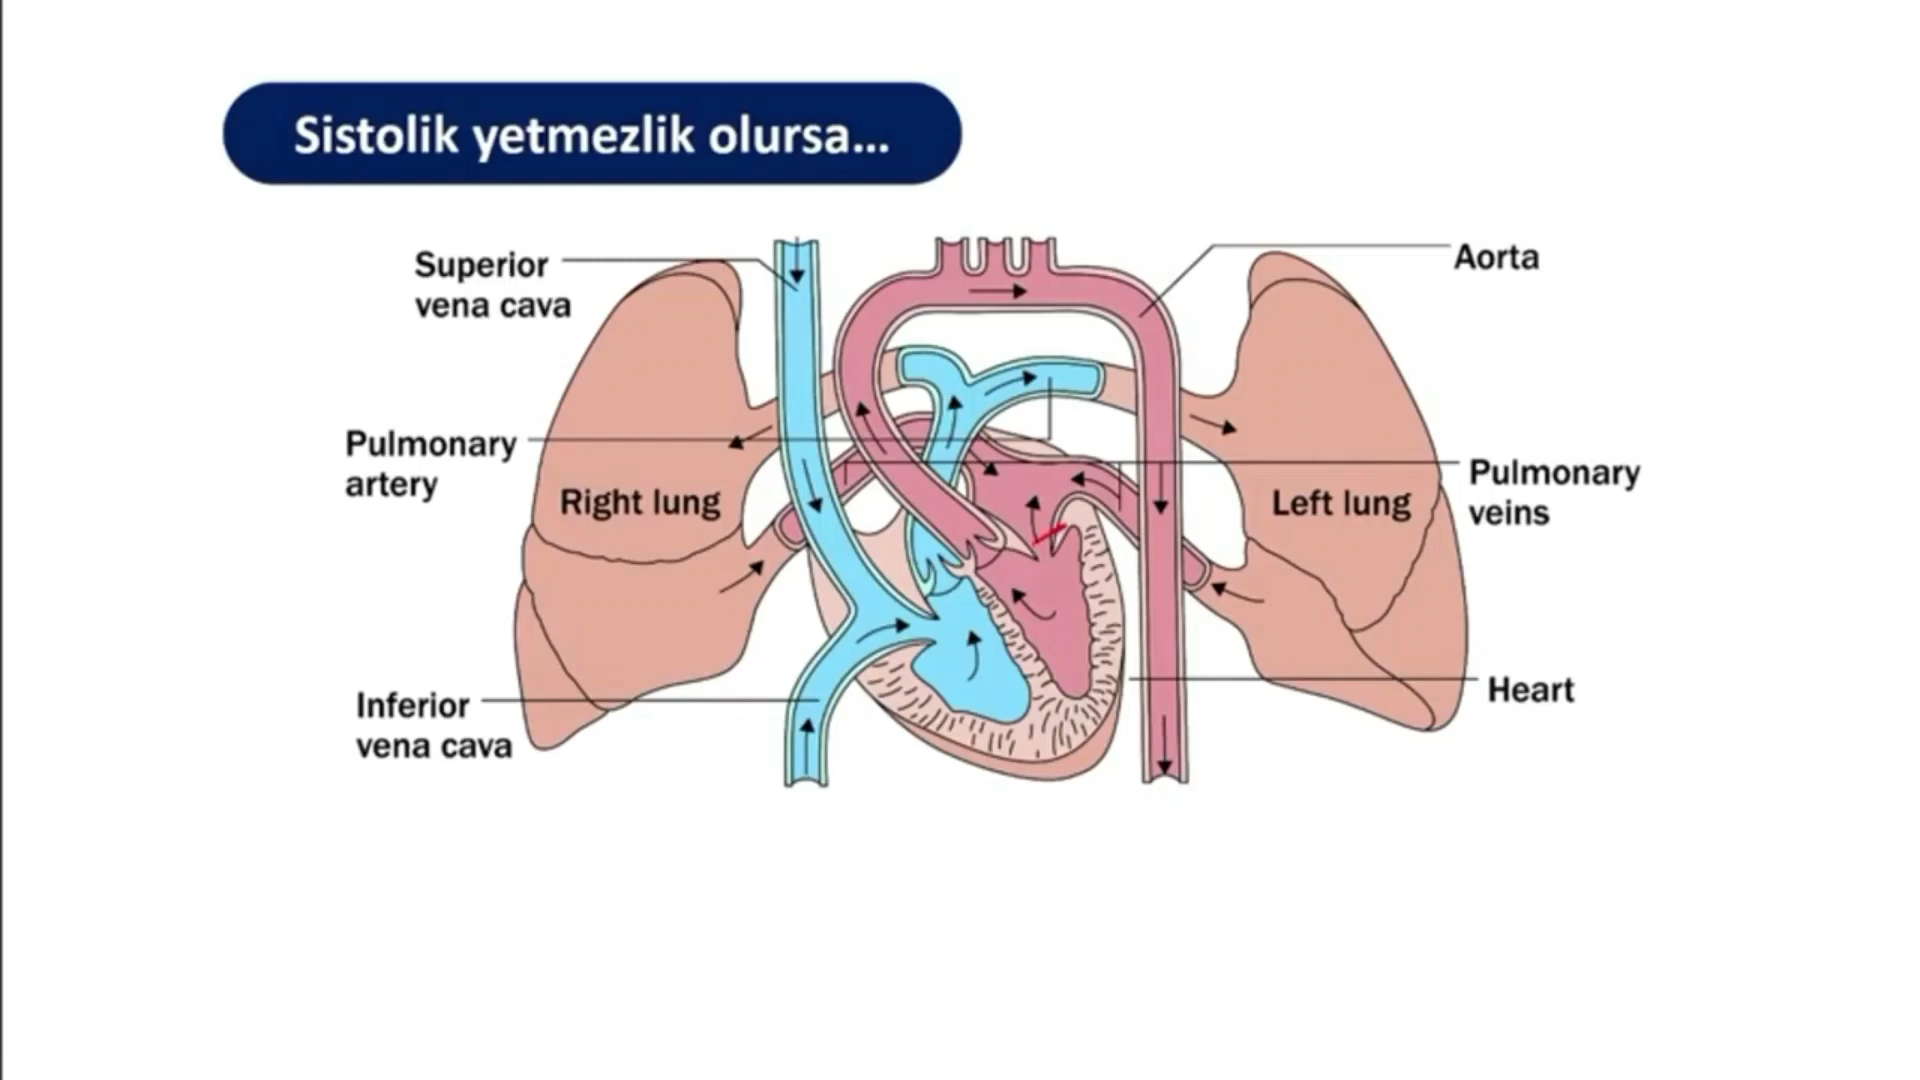 Sistolik yetmezlik olursa...
Superior
vena cava
Aorta
Pulmonary
artery
Right lung
Left lung
Pulmonary
veins
Inferior
vena cava
Heart